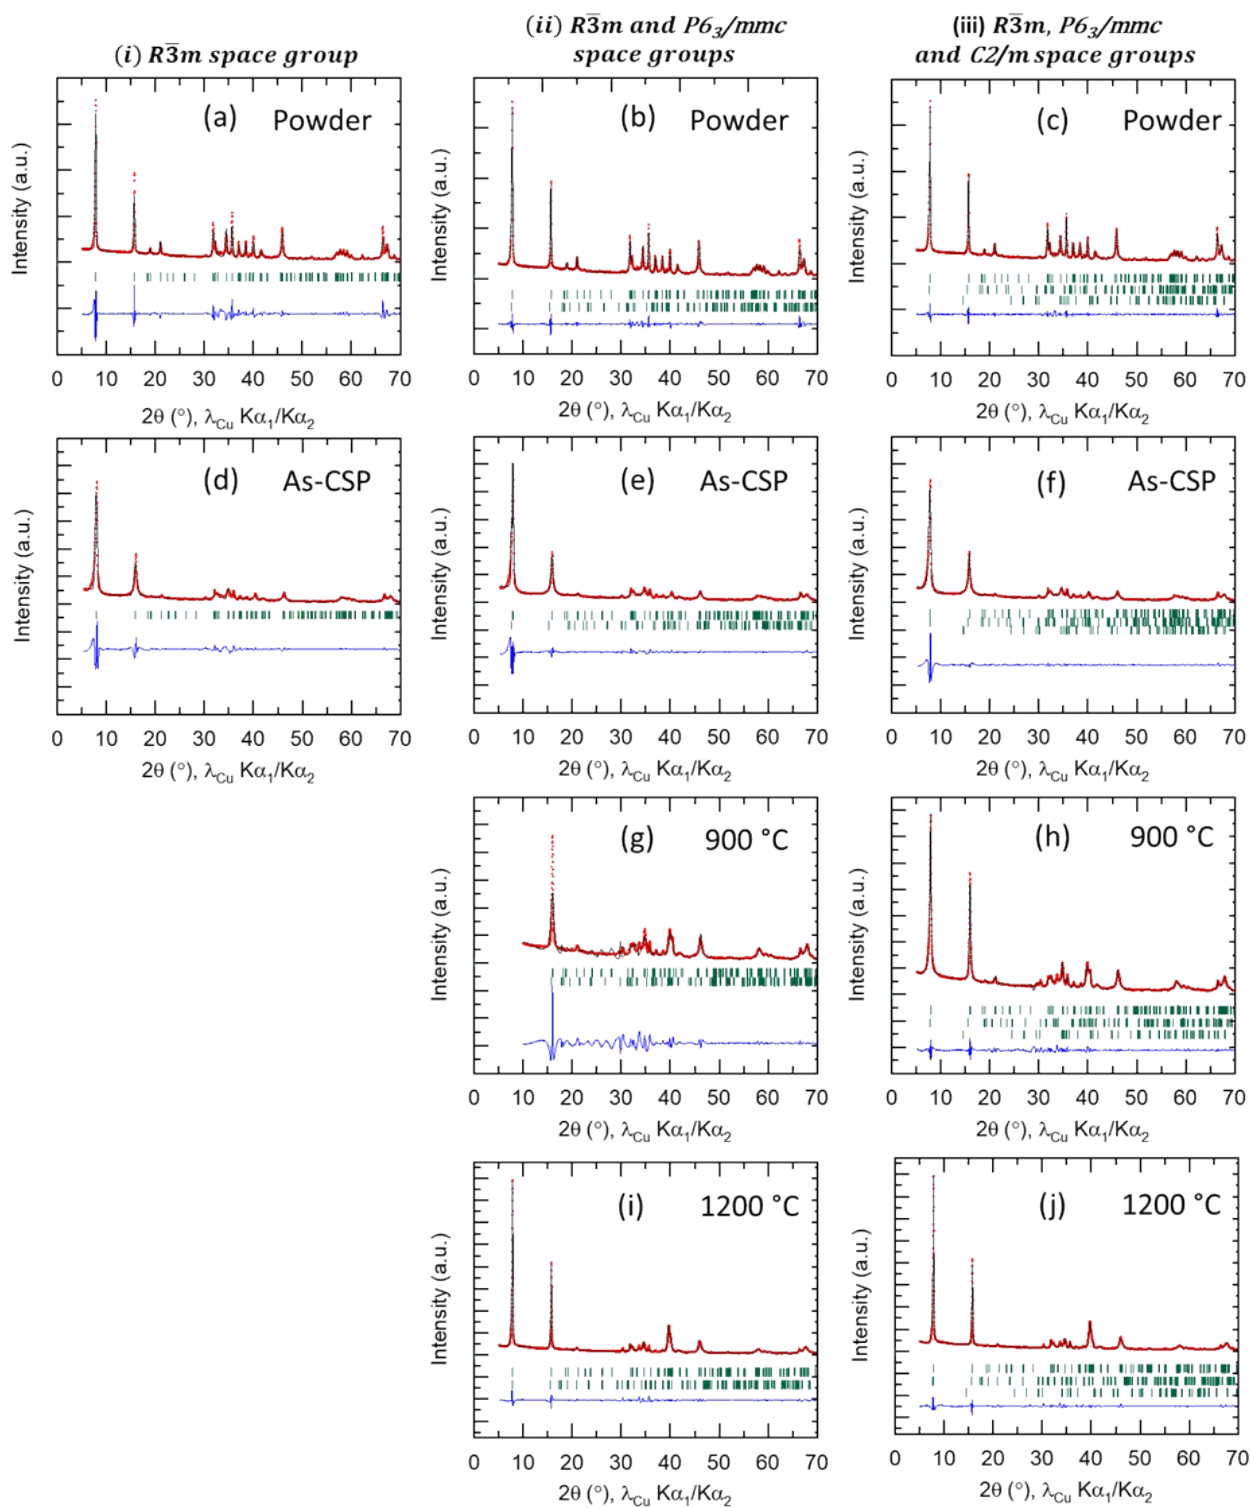 (i) R3̅m space group
(ii) R3̅m and P6₃/mmc
space groups
(iii) R3̅m, P6₃/mmc
and C2/m space groups
(a) Powder
Intensity (a.u.)
0 10 20 30 40 50 60 70
2θ (°), λCu Kα₁/Kα₂
(b) Powder
Intensity (a.u.)
0 10 20 30 40 50 60 70
2θ (°), λCu Kα₁/Kα₂
(c) Powder
Intensity (a.u.)
0 10 20 30 40 50 60 70
2θ (°), λCu Kα₁/Kα₂
(d) As-CSP
Intensity (a.u.)
0 10 20 30 40 50 60 70
2θ (°), λCu Kα₁/Kα₂
(e) As-CSP
Intensity (a.u.)
0 10 20 30 40 50 60 70
2θ (°), λCu Kα₁/Kα₂
(f) As-CSP
Intensity (a.u.)
0 10 20 30 40 50 60 70
2θ (°), λCu Kα₁/Kα₂
(g) 900 °C
Intensity (a.u.)
0 10 20 30 40 50 60 70
2θ (°), λCu Kα₁/Kα₂
(h) 900 °C
Intensity (a.u.)
0 10 20 30 40 50 60 70
2θ (°), λCu Kα₁/Kα₂
(i) 1200 °C
Intensity (a.u.)
0 10 20 30 40 50 60 70
2θ (°), λCu Kα₁/Kα₂
(j) 1200 °C
Intensity (a.u.)
0 10 20 30 40 50 60 70
2θ (°), λCu Kα₁/Kα₂